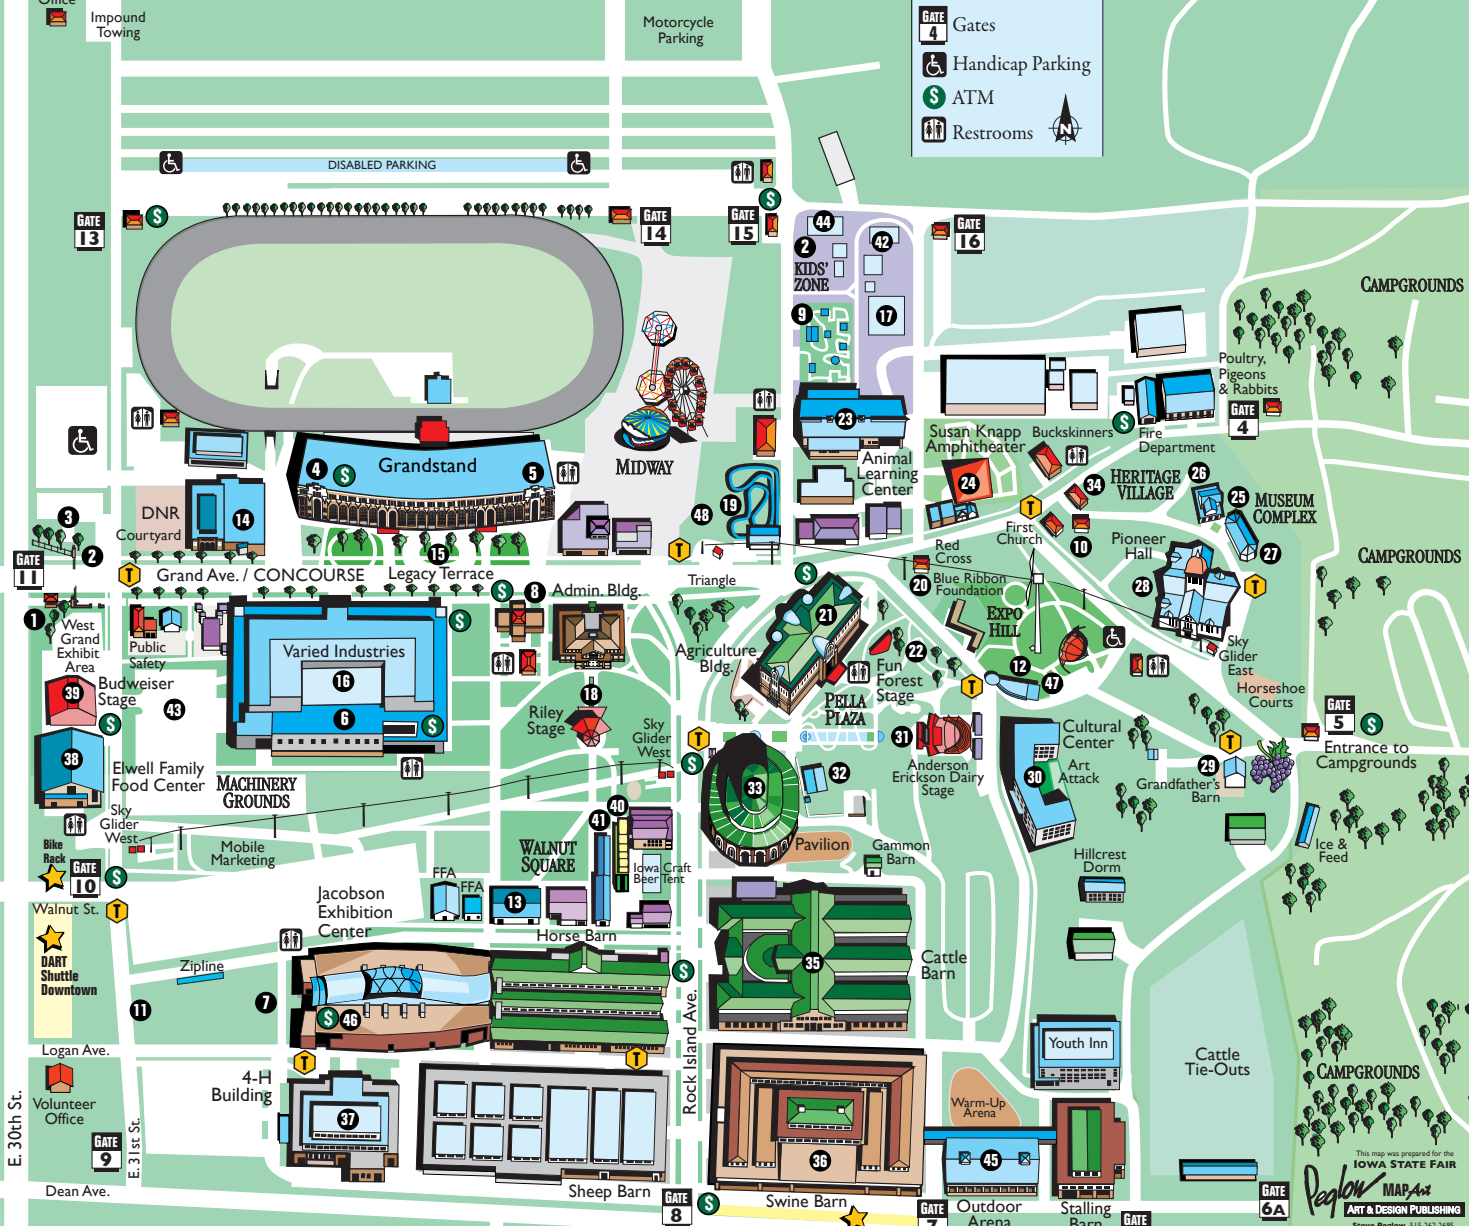 Office
Impound
Towing
Motorcycle
Parking
GATE
4
Gates
Handicap Parking
$
ATM
Restrooms
N
DISABLED PARKING
GATE
13
$
GATE
14
GATE
15
$
GATE
16
44
2
42
KIDS'
ZONE
9
17
CAMPGROUNDS
Poultry,
Pigeons
& Rabbits
GATE
4
$
Fire
Department
23
Animal
Learning
Center
Susan Knapp
Amphitheater
Buckskinners
24
34
HERITAGE
VILLAGE
26
25
MUSEUM
COMPLEX
27
4
$
Grandstand
5
MIDWAY
DNR
Courtyard
14
3
2
GATE
11
15
48
19
T
First
Church
10
Pioneer
Hall
28
CAMPGROUNDS
T
Grand Ave. / CONCOURSE
Legacy Terrace
T
Triangle
Red
Cross
20
Blue Ribbon
Foundation
EXPO
HILL
T
1
West
Grand
Exhibit
Area
Public
Safety
$
$
8
Admin. Bldg.
$
21
Agriculture
Bldg.
22
Fun
Forest
Stage
12
47
Sky
Glider
East
Horseshoe
Courts
Varied Industries
16
6
$
39
Budweiser
Stage
43
$
18
Riley
Stage
PELLA
PLAZA
T
GATE
5
$
Entrance to
Campgrounds
38
Elwell Family
Food Center
MACHINERY
GROUNDS
Sky
Glider
West
T
$
31
Anderson
Erickson Dairy
Stage
Cultural
Center
Art
Attack
30
T
29
Grandfather's
Barn
Sky
Glider
West
Bike
Rack
GATE
10
$
Mobile
Marketing
40
41
WALNUT
SQUARE
Iowa Craft
Beer Tent
33
32
Pavilion
Gammon
Barn
Hillcrest
Dorm
Ice &
Feed
Walnut St.
T
DART
Shuttle
Downtown
Jacobson
Exhibition
Center
FFA
FFA
13
Horse Barn
Zipline
7
11
$
46
$
35
Cattle
Barn
Logan Ave.
T
T
Rock Island Ave.
Youth Inn
Cattle
Tie-Outs
CAMPGROUNDS
Volunteer
Office
4-H
Building
37
E. 30th St.
E. 31st St.
GATE
9
Warm-Up
Arena
36
45
Dean Ave.
Sheep Barn
GATE
8
$
Swine Barn
GATE
7
Outdoor
Arena
Stalling
Barn
GATE
GATE
6A
This map was prepared for the
IOWA STATE FAIR
Peglow MAP Art
ART & DESIGN PUBLISHING
Steve Peglow 515-262-2695